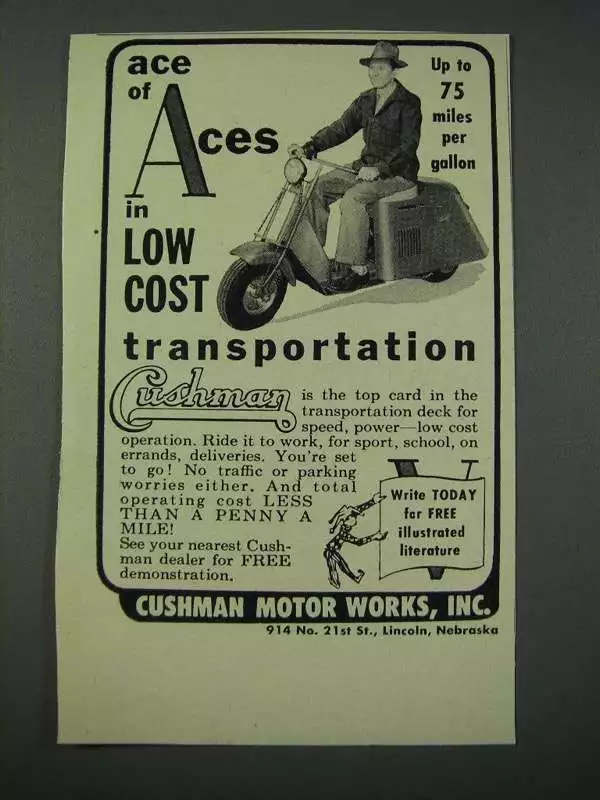 ace
of
Aces
in
LOW
COST
transportation
Up to
75
miles
per
gallon
Cushman is the top card in the
transportation deck for
speed, power—low cost
operation. Ride it to work, for sport, school, on
errands, deliveries. You're set
to go! No traffic or parking
worries either. And total
operating cost LESS
THAN A PENNY A
MILE!
See your nearest Cush-
man dealer for FREE
demonstration.
Write TODAY
for FREE
illustrated
literature
CUSHMAN MOTOR WORKS, INC.
914 No. 21st St., Lincoln, Nebraska